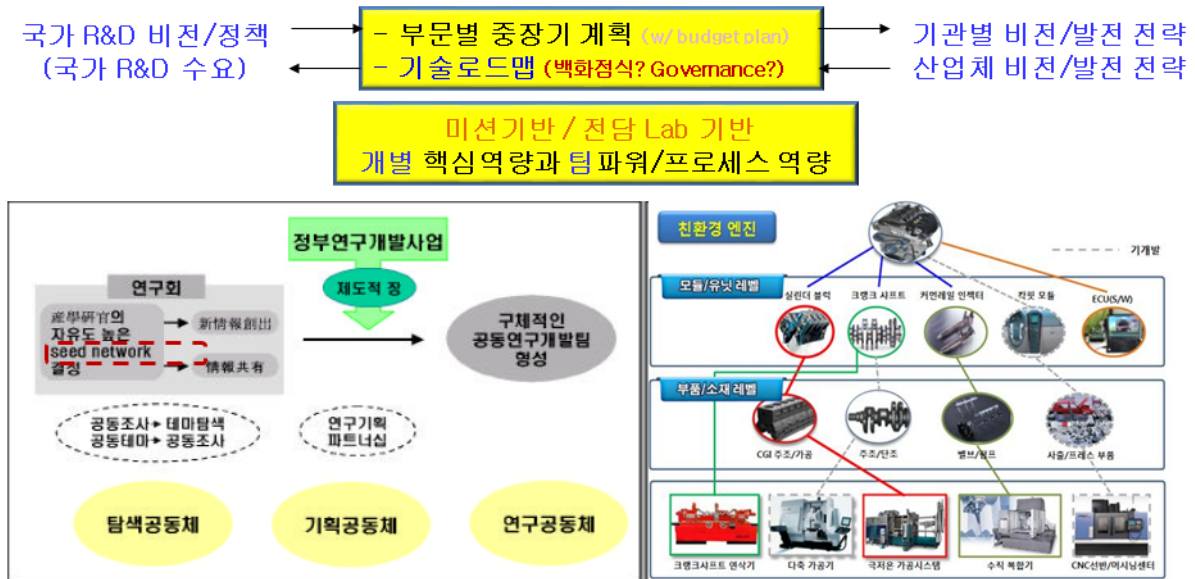 국가 R&D 비전/정책
(국가 R&D 수요)
- 부문별 중장기 계획 (w/ budget plan)
- 기술로드맵 (백화점식? Governance?)
기관별 비전/발전 전략
산업체 비전/발전 전략
미션기반 / 전담 Lab 기반
개별 핵심역량과 팀 파워/프로세스 역량
정부연구개발사업
제도적 장
연구회
産學硏官의
자유도 높은
seed network
결성
新情報創出
情報共有
구체적인
공동연구개발팀
형성
공동조사→ 테마탐색
공동테마→ 공동조사
연구기획
파트너십
탐색공동체
기획공동체
연구공동체
친환경 엔진
기개발
모듈/유닛 레벨
실린더 블럭
크랭크 샤프트
커먼레일 인젝터
칵핏 모듈
ECU(S/W)
부품/소재 레벨
CGI 주조/가공
주조/단조
밸브/펌프
사출/프레스 부품
크랭크샤프트 연삭기
다축 가공기
극저온 가공시스템
수직 복합기
CNC선반/머시닝센터